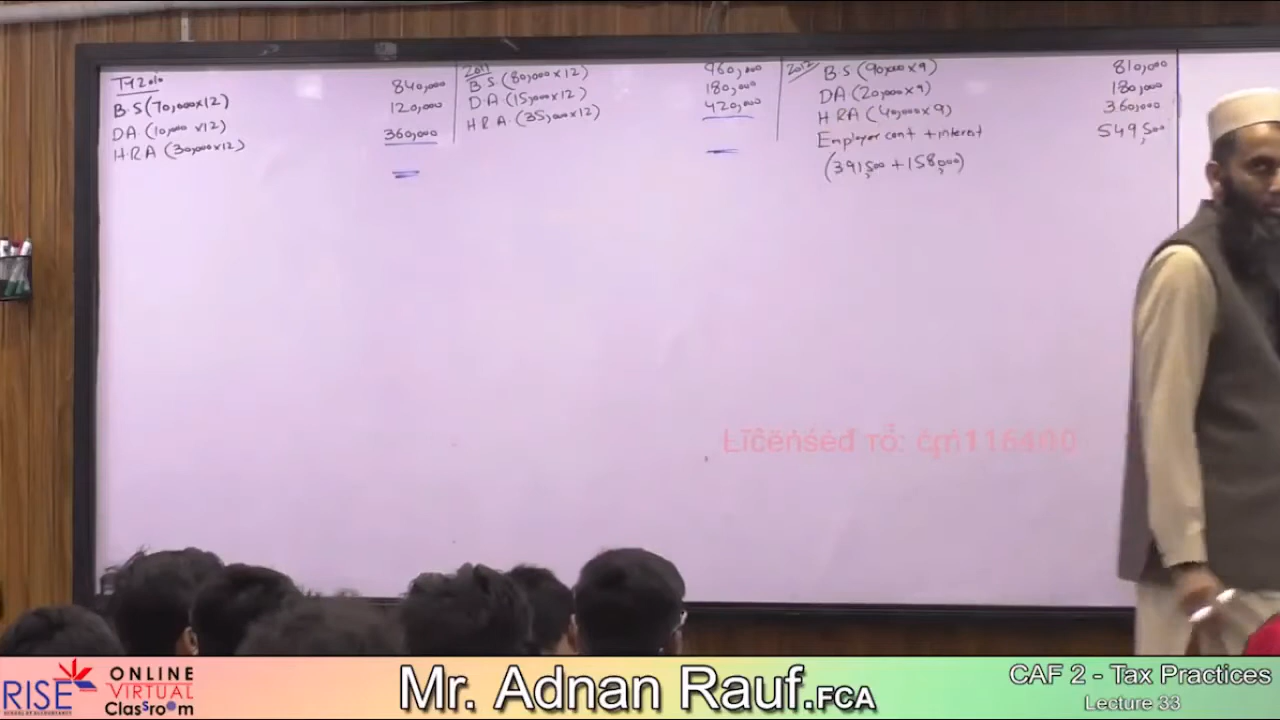 TY2010
B.S (70,000x12) 840,000
DA (10,000 x12) 120,000
H.R.A (30,000x12) 360,000
2011
B.S (80,000x12) 960,000
D.A. (15,000x12) 180,000
H.R.A. (35,000x12) 420,000
2012
B.S (90,000x9) 810,000
DA (20,000x9) 180,000
HRA (40,000x9) 360,000
Employer cont + interest 549,500
(391,500 + 158,000)
RISE
SCHOOL OF ACCOUNTANCY
ONLINE
VIRTUAL
Classroom
Mr. Adnan Rauf.FCA
CAF 2 - Tax Practices
Lecture 33